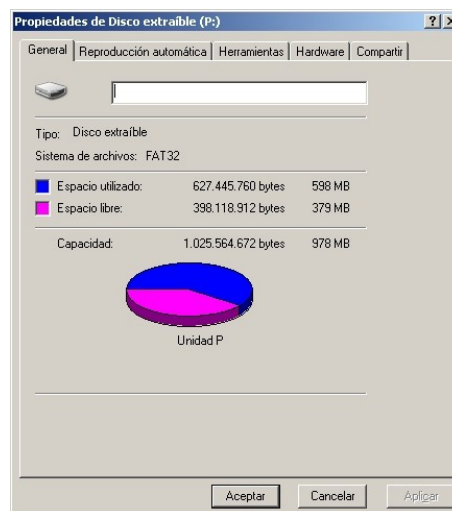 Propiedades de Disco extraíble (P:)
General Reproducción automática Herramientas Hardware Compartir
Tipo: Disco extraíble
Sistema de archivos: FAT32
Espacio utilizado: 627.445.760 bytes 598 MB
Espacio libre: 398.118.912 bytes 379 MB
Capacidad: 1.025.564.672 bytes 978 MB
Unidad P
Aceptar Cancelar Aplicar